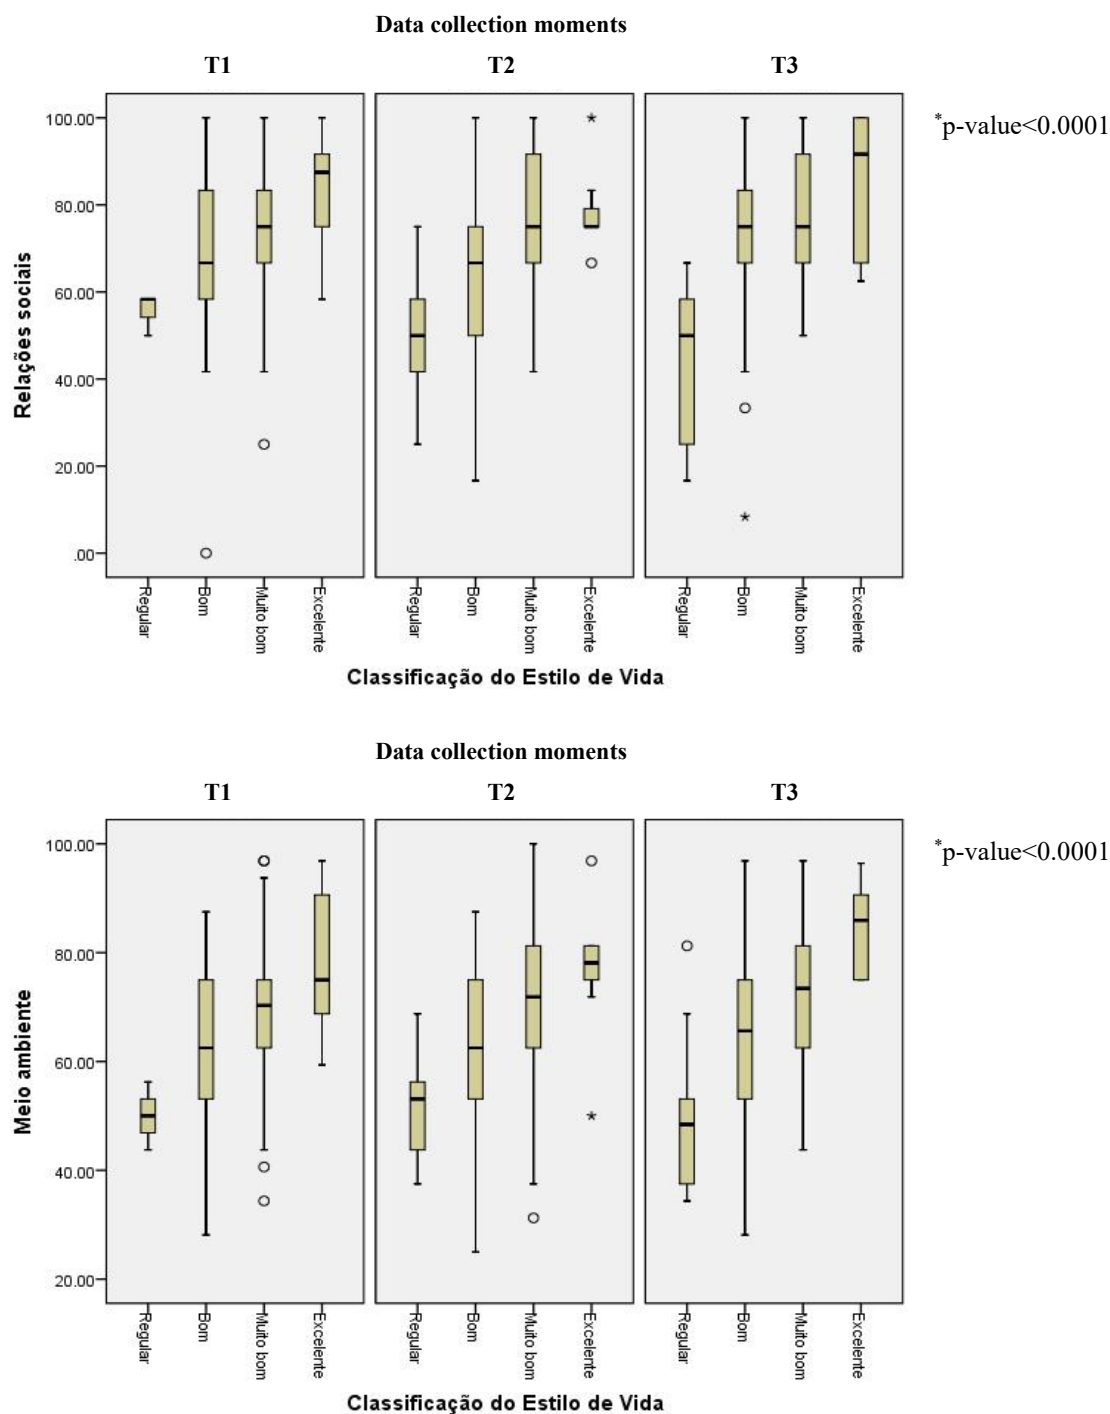 Data collection moments
T1 T2 T3
*p-value<0.0001
100.00
80.00
60.00
40.00
20.00
.00
Relações sociais
Regular Bom Muito bom Excelente Regular Bom Muito bom Excelente Regular Bom Muito bom Excelente
Classificação do Estilo de Vida
Data collection moments
T1 T2 T3
*p-value<0.0001
100.00
80.00
60.00
40.00
20.00
Meio ambiente
Regular Bom Muito bom Excelente Regular Bom Muito bom Excelente Regular Bom Muito bom Excelente
Classificação do Estilo de Vida